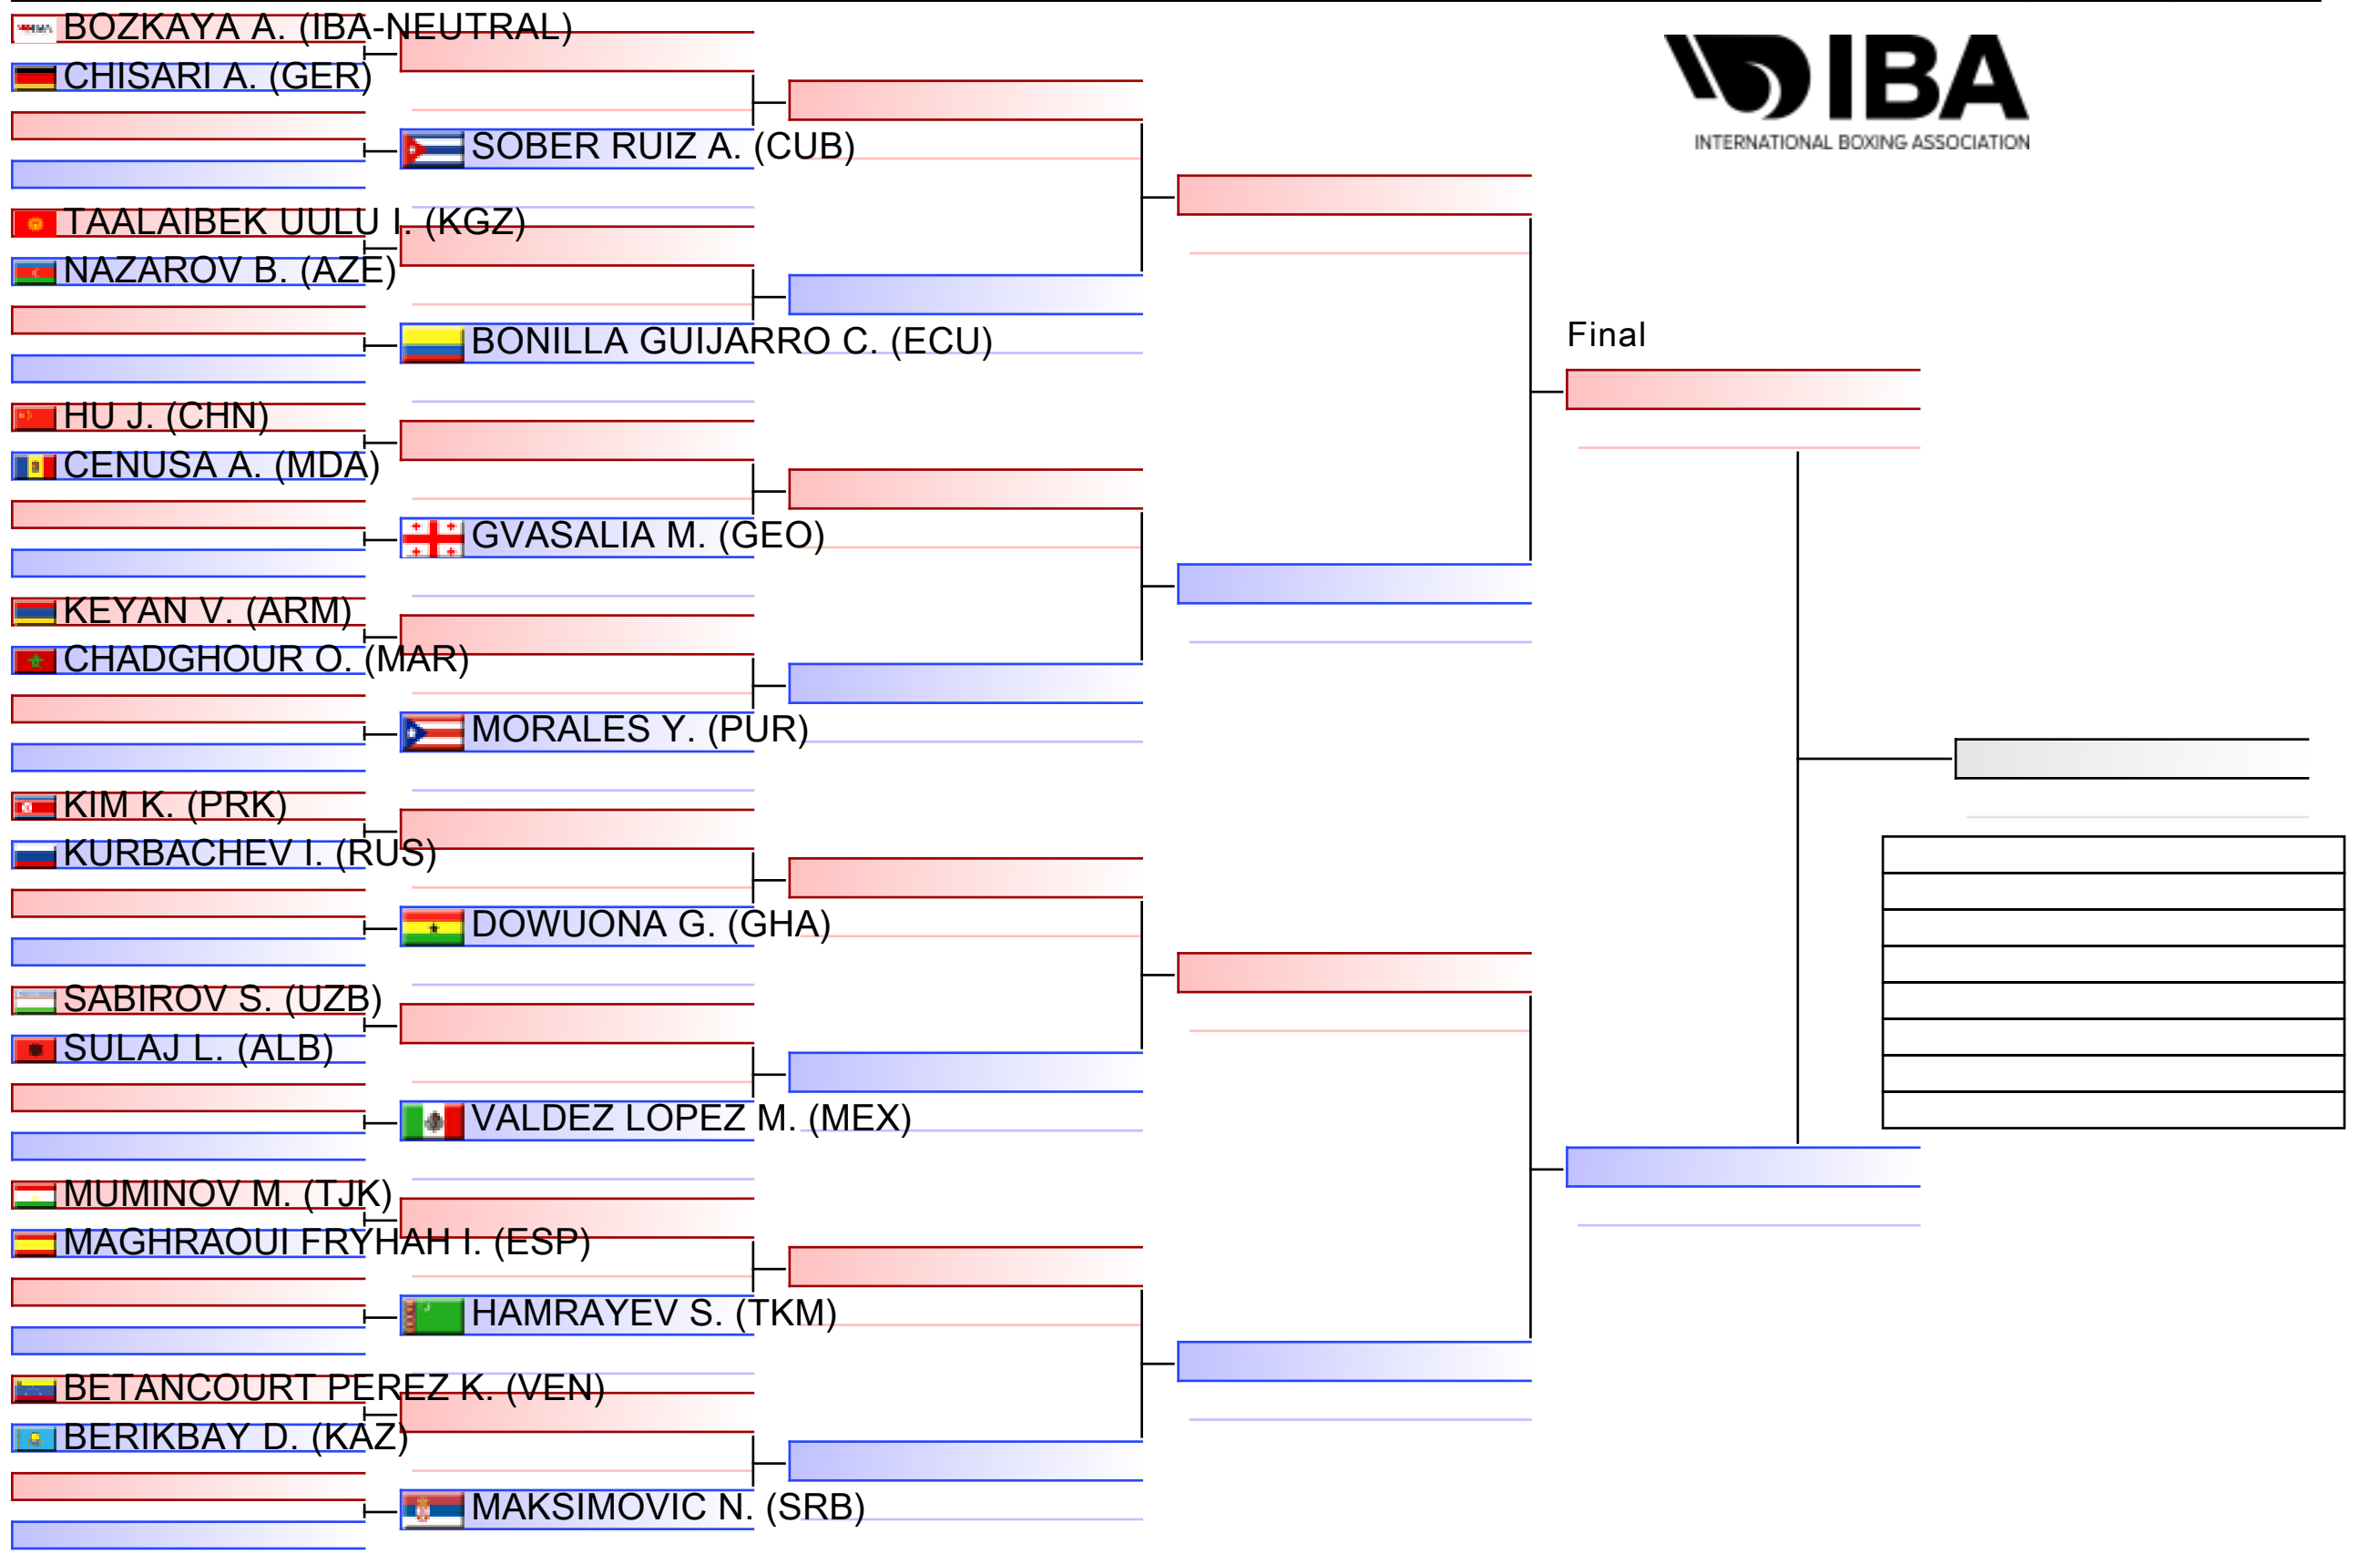 BOZKAYA A. (IBA-NEUTRAL)
CHISARI A. (GER)
IBA
INTERNATIONAL BOXING ASSOCIATION
SOBER RUIZ A. (CUB)
TAALAIBEK UULU I. (KGZ)
NAZAROV B. (AZE)
BONILLA GUIJARRO C. (ECU)
Final
HU J. (CHN)
CENUSA A. (MDA)
GVASALIA M. (GEO)
KEYAN V. (ARM)
CHADGHOUR O. (MAR)
MORALES Y. (PUR)
KIM K. (PRK)
KURBACHEV I. (RUS)
DOWUONA G. (GHA)
SABIROV S. (UZB)
SULAJ L. (ALB)
VALDEZ LOPEZ M. (MEX)
MUMINOV M. (TJK)
MAGHRAOUI FRYHAH I. (ESP)
HAMRAYEV S. (TKM)
BETANCOURT PEREZ K. (VEN)
BERIKBAY D. (KAZ)
MAKSIMOVIC N. (SRB)